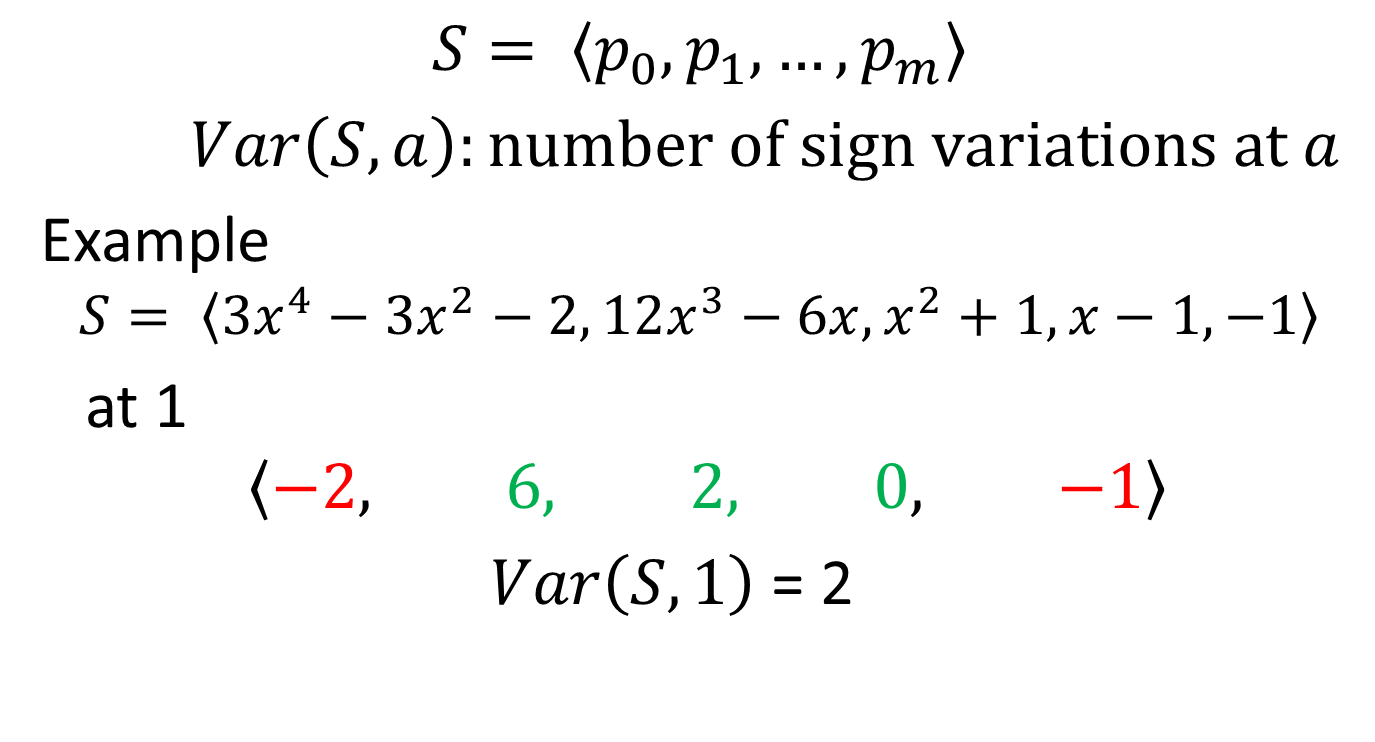 S = ⟨p₀, p₁, … , pₘ⟩
Var(S, a): number of sign variations at a
Example
S = ⟨3x⁴ − 3x² − 2, 12x³ − 6x, x² + 1, x − 1, −1⟩
at 1
⟨−2, 6, 2, 0, −1⟩
Var(S, 1) = 2